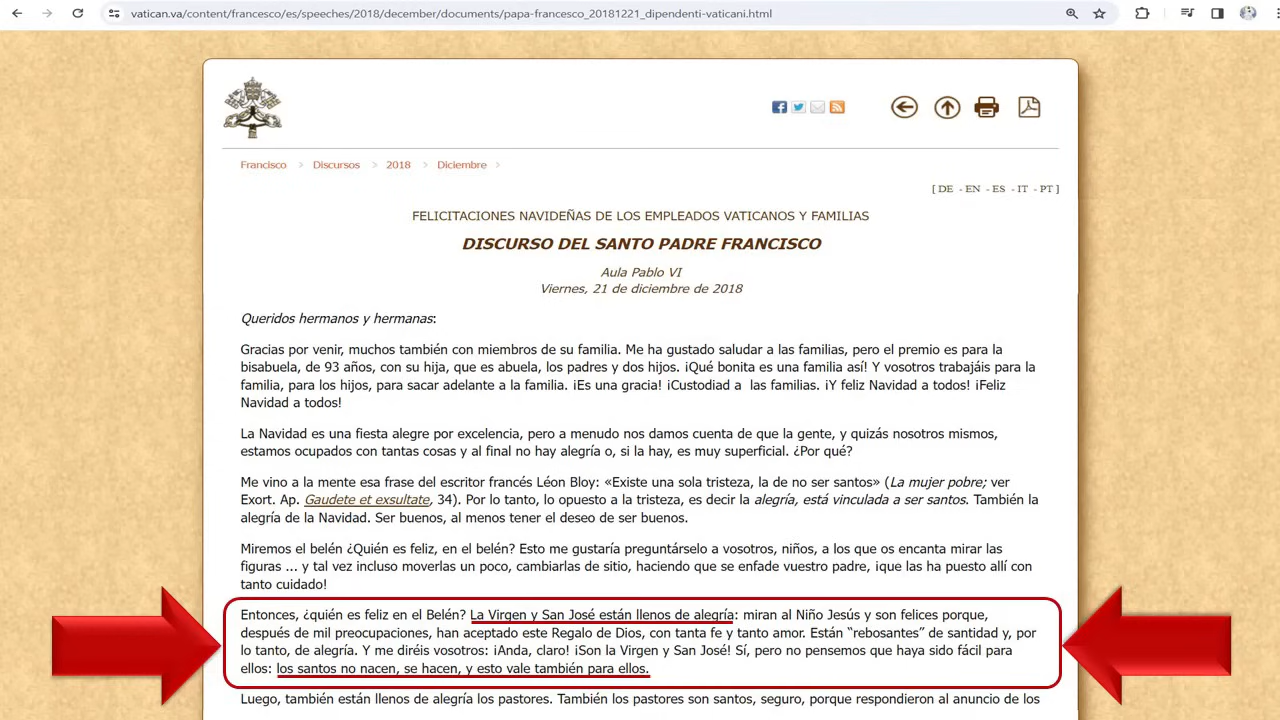 vatican.va/content/francesco/es/speeches/2018/december/documents/papa-francesco_20181221_dipendenti-vaticani.html
Francisco > Discursos > 2018 > Diciembre >
[ DE - EN - ES - IT - PT ]
FELICITACIONES NAVIDEÑAS DE LOS EMPLEADOS VATICANOS Y FAMILIAS
DISCURSO DEL SANTO PADRE FRANCISCO
Aula Pablo VI
Viernes, 21 de diciembre de 2018
Queridos hermanos y hermanas:
Gracias por venir, muchos también con miembros de su familia. Me ha gustado saludar a las familias, pero el premio es para la
bisabuela, de 93 años, con su hija, que es abuela, los padres y dos hijos. ¡Qué bonita es una familia así! Y vosotros trabajáis para la
familia, para los hijos, para sacar adelante a la familia. ¡Es una gracia! ¡Custodiad a las familias. ¡Y feliz Navidad a todos! ¡Feliz
Navidad a todos!
La Navidad es una fiesta alegre por excelencia, pero a menudo nos damos cuenta de que la gente, y quizás nosotros mismos,
estamos ocupados con tantas cosas y al final no hay alegría o, si la hay, es muy superficial. ¿Por qué?
Me vino a la mente esa frase del escritor francés Léon Bloy: «Existe una sola tristeza, la de no ser santos» (La mujer pobre; ver
Exort. Ap. Gaudete et exsultate, 34). Por lo tanto, lo opuesto a la tristeza, es decir la alegría, está vinculada a ser santos. También la
alegría de la Navidad. Ser buenos, al menos tener el deseo de ser buenos.
Miremos el belén ¿Quién es feliz, en el belén? Esto me gustaría preguntárselo a vosotros, niños, a los que os encanta mirar las
figuras ... y tal vez incluso moverlas un poco, cambiarlas de sitio, haciendo que se enfade vuestro padre, ¡que las ha puesto allí con
tanto cuidado!
Entonces, ¿quién es feliz en el Belén? La Virgen y San José están llenos de alegría: miran al Niño Jesús y son felices porque,
después de mil preocupaciones, han aceptado este Regalo de Dios, con tanta fe y tanto amor. Están “rebosantes” de santidad y, por
lo tanto, de alegría. Y me diréis vosotros: ¡Anda, claro! ¡Son la Virgen y San José! Sí, pero no pensemos que haya sido fácil para
ellos: los santos no nacen, se hacen, y esto vale también para ellos.
Luego, también están llenos de alegría los pastores. También los pastores son santos, seguro, porque respondieron al anuncio de los